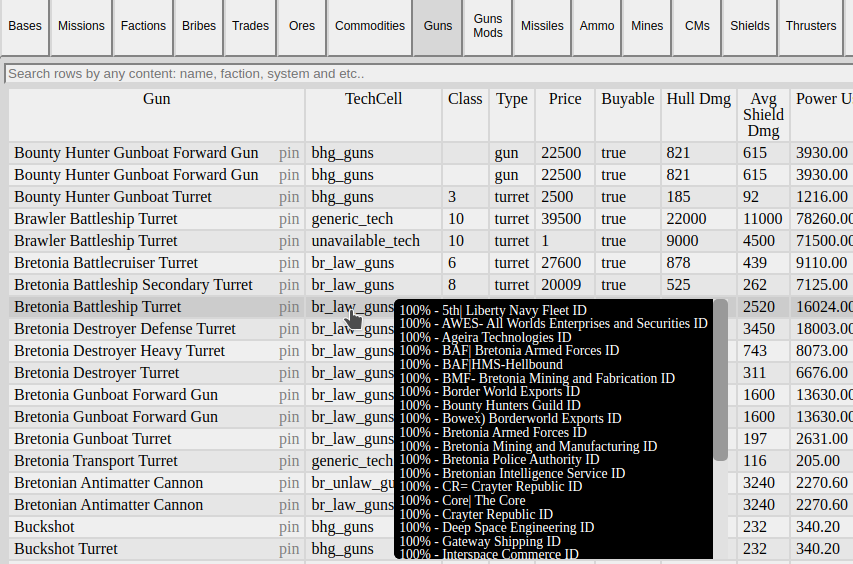 Bases Missions Factions Bribes Trades Ores Commodities Guns Guns Mods Missiles Ammo Mines CMs Shields Thrusters
Search rows by any content: name, faction, system and etc..
Gun TechCell Class Type Price Buyable Hull Dmg Avg Shield Dmg Power U
Bounty Hunter Gunboat Forward Gun pin bhg_guns gun 22500 true 821 615 3930.00
Bounty Hunter Gunboat Forward Gun pin bhg_guns gun 22500 true 821 615 3930.00
Bounty Hunter Gunboat Turret pin bhg_guns 3 turret 2500 true 185 92 1216.00
Brawler Battleship Turret pin generic_tech 10 turret 39500 true 22000 11000 78260.00
Brawler Battleship Turret pin unavailable_tech 10 turret 1 true 9000 4500 71500.00
Bretonia Battlecruiser Turret pin br_law_guns 6 turret 27600 true 878 439 9110.00
Bretonia Battleship Secondary Turret pin br_law_guns 8 turret 20009 true 525 262 7125.00
Bretonia Battleship Turret pin br_law_guns 2520 16024.00
Bretonia Destroyer Defense Turret pin br_law_guns 3450 18003.00
Bretonia Destroyer Heavy Turret pin br_law_guns 743 8073.00
Bretonia Destroyer Turret pin br_law_guns 311 6676.00
Bretonia Gunboat Forward Gun pin br_law_guns 1600 13630.00
Bretonia Gunboat Forward Gun pin br_law_guns 1600 13630.00
Bretonia Gunboat Turret pin br_law_guns 197 2631.00
Bretonia Transport Turret pin generic_tech 116 205.00
Bretonian Antimatter Cannon pin br_unlaw_gu 3240 2270.60
Bretonian Antimatter Cannon pin br_law_guns 3240 2270.60
Buckshot pin bhg_guns 232 340.20
Buckshot Turret pin bhg_guns 232 340.20
100% - 5th| Liberty Navy Fleet ID
100% - AWES- All Worlds Enterprises and Securities ID
100% - Ageira Technologies ID
100% - BAF| Bretonia Armed Forces ID
100% - BAF|HMS-Hellbound
100% - BMF- Bretonia Mining and Fabrication ID
100% - Border World Exports ID
100% - Bounty Hunters Guild ID
100% - Bowex) Borderworld Exports ID
100% - Bretonia Armed Forces ID
100% - Bretonia Mining and Manufacturing ID
100% - Bretonia Police Authority ID
100% - Bretonian Intelligence Service ID
100% - CR= Crayter Republic ID
100% - Core| The Core
100% - Crayter Republic ID
100% - Deep Space Engineering ID
100% - Gateway Shipping ID
100% - Interspace Commerce ID